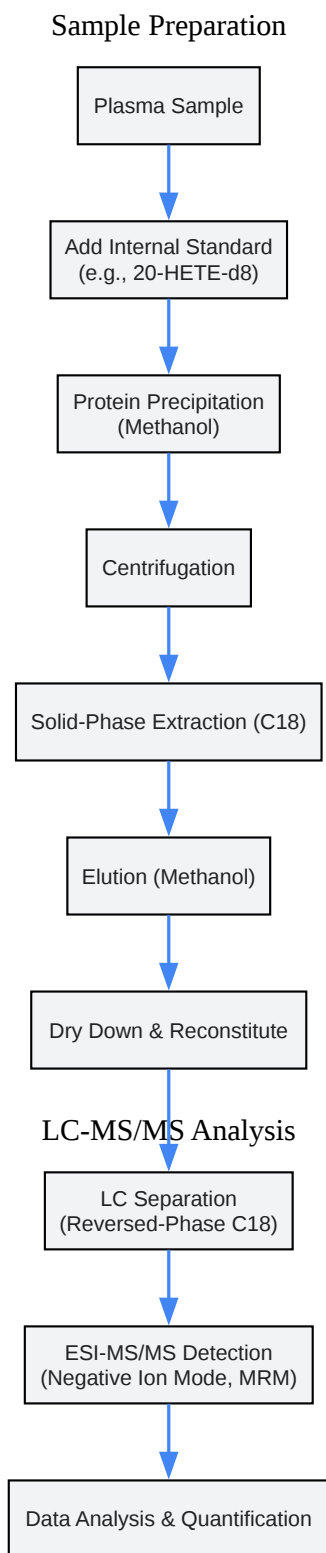 Sample Preparation
Plasma Sample
Add Internal Standard
(e.g., 20-HETE-d8)
Protein Precipitation
(Methanol)
Centrifugation
Solid-Phase Extraction (C18)
Elution (Methanol)
Dry Down & Reconstitute
LC-MS/MS Analysis
LC Separation
(Reversed-Phase C18)
ESI-MS/MS Detection
(Negative Ion Mode, MRM)
Data Analysis & Quantification